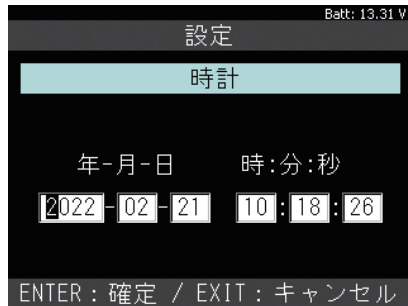 Batt: 13.31 V
設定
時計
年-月-日 時:分:秒
2022-02-21 10:18:26
ENTER:確定 / EXIT:キャンセル